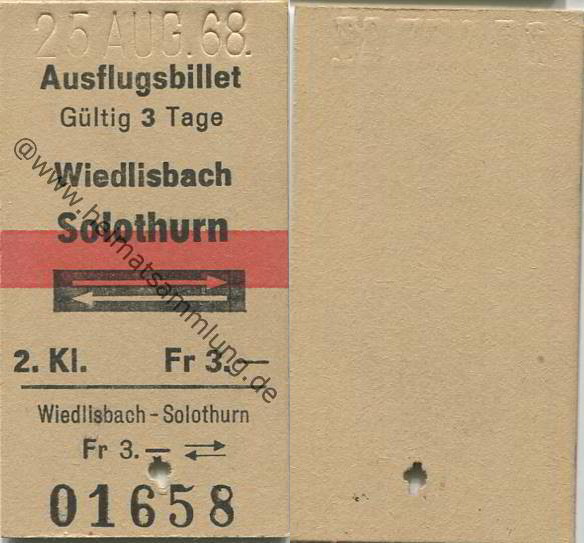 25 AUG. 68.
Ausflugsbillet
Gültig 3 Tage
Wiedlisbach
Solothurn
2. Kl. Fr 3.—
Wiedlisbach - Solothurn
Fr 3.— ⇄
01658
@www.heimatsammlung.de